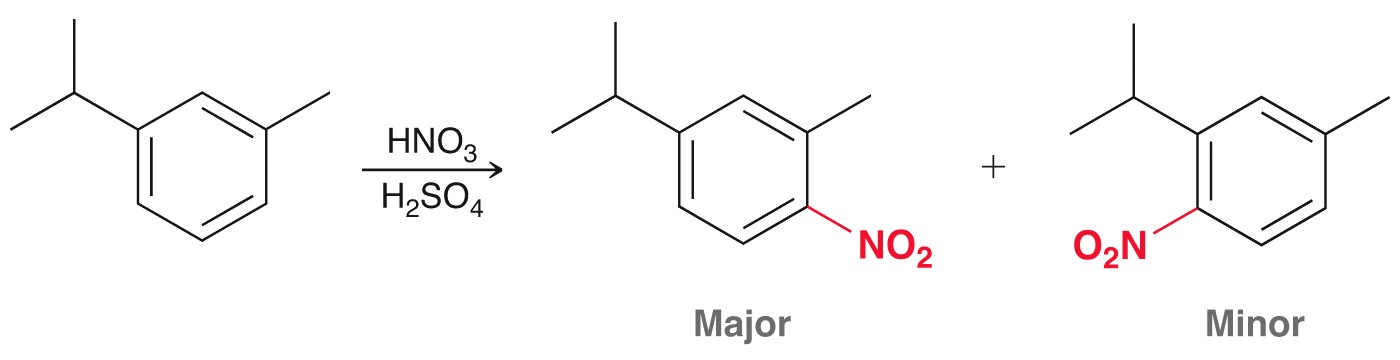 HNO₃
H₂SO₄
NO₂
+
O₂N
Major
Minor